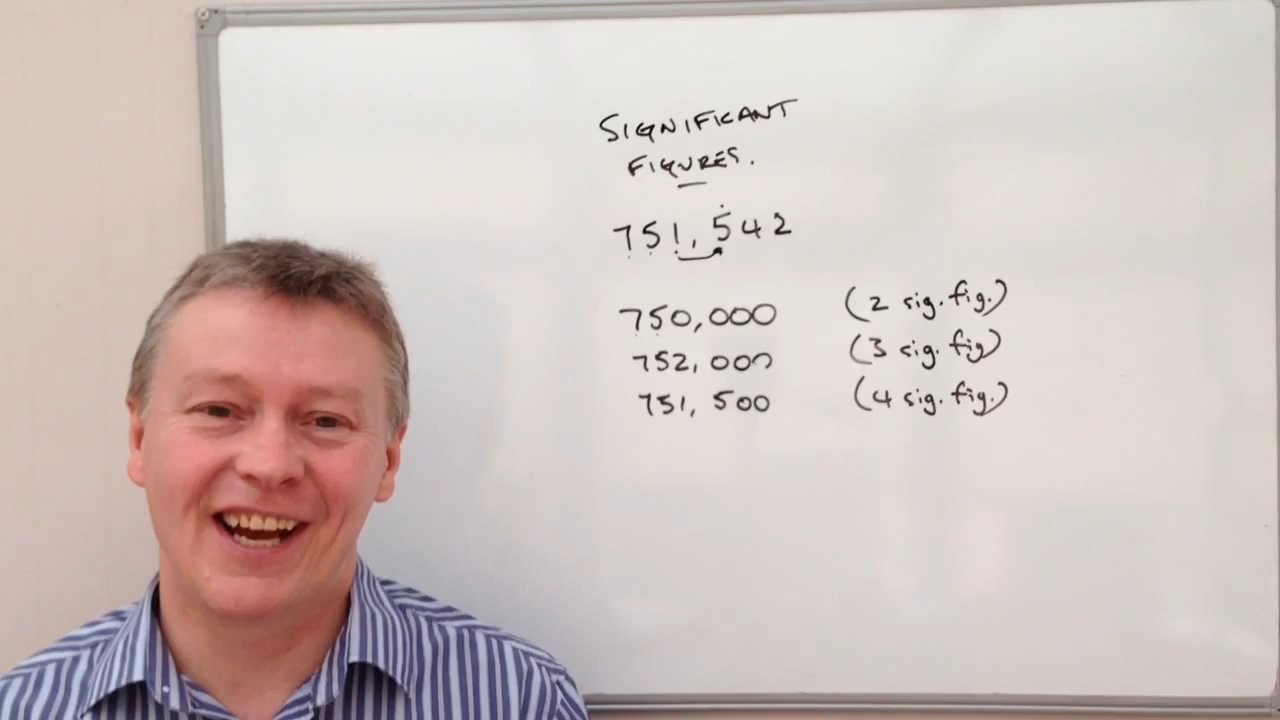 SIGNIFICANT
FIGURES.
751,542
750,000 (2 sig.fig.)
752,000 (3 sig. fig)
751, 500 (4 sig. fig.)